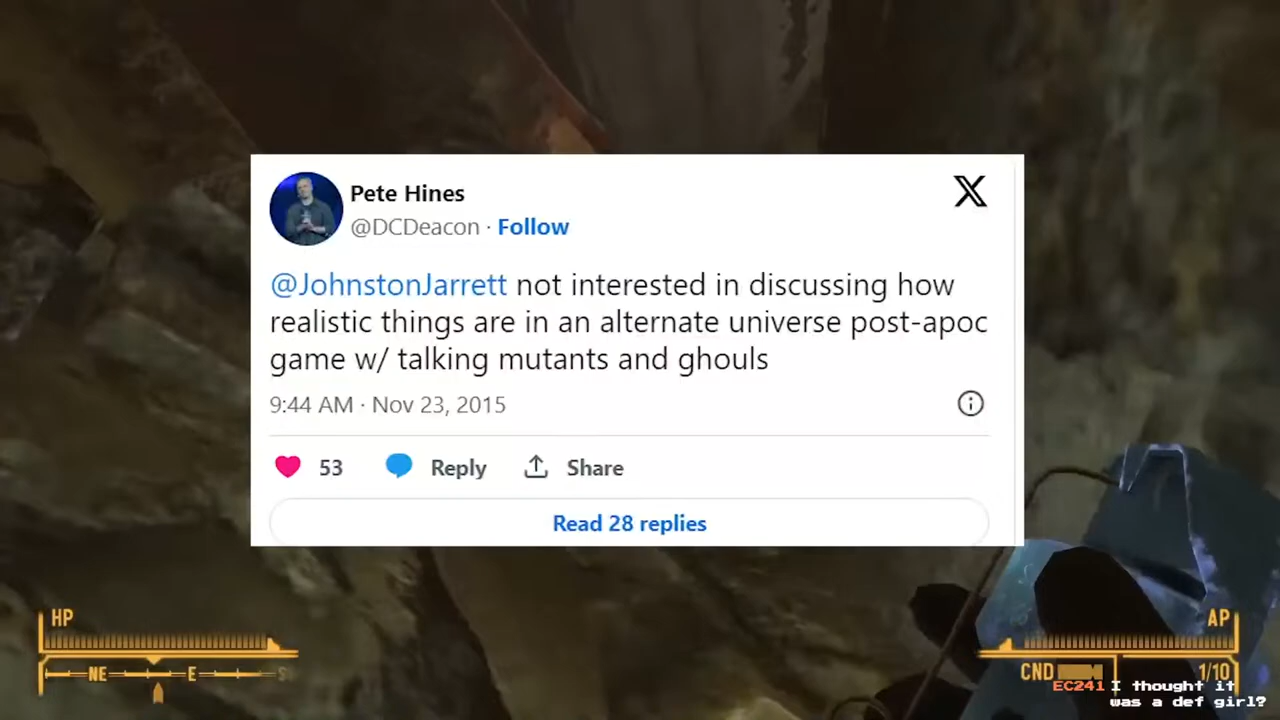 Pete Hines
@DCDeacon · Follow
@JohnstonJarrett not interested in discussing how
realistic things are in an alternate universe post-apoc
game w/ talking mutants and ghouls
9:44 AM · Nov 23, 2015
53 Reply Share
Read 28 replies
HP
AP
NE E S
CND 1/10
EC241 I thought it
was a def girl?